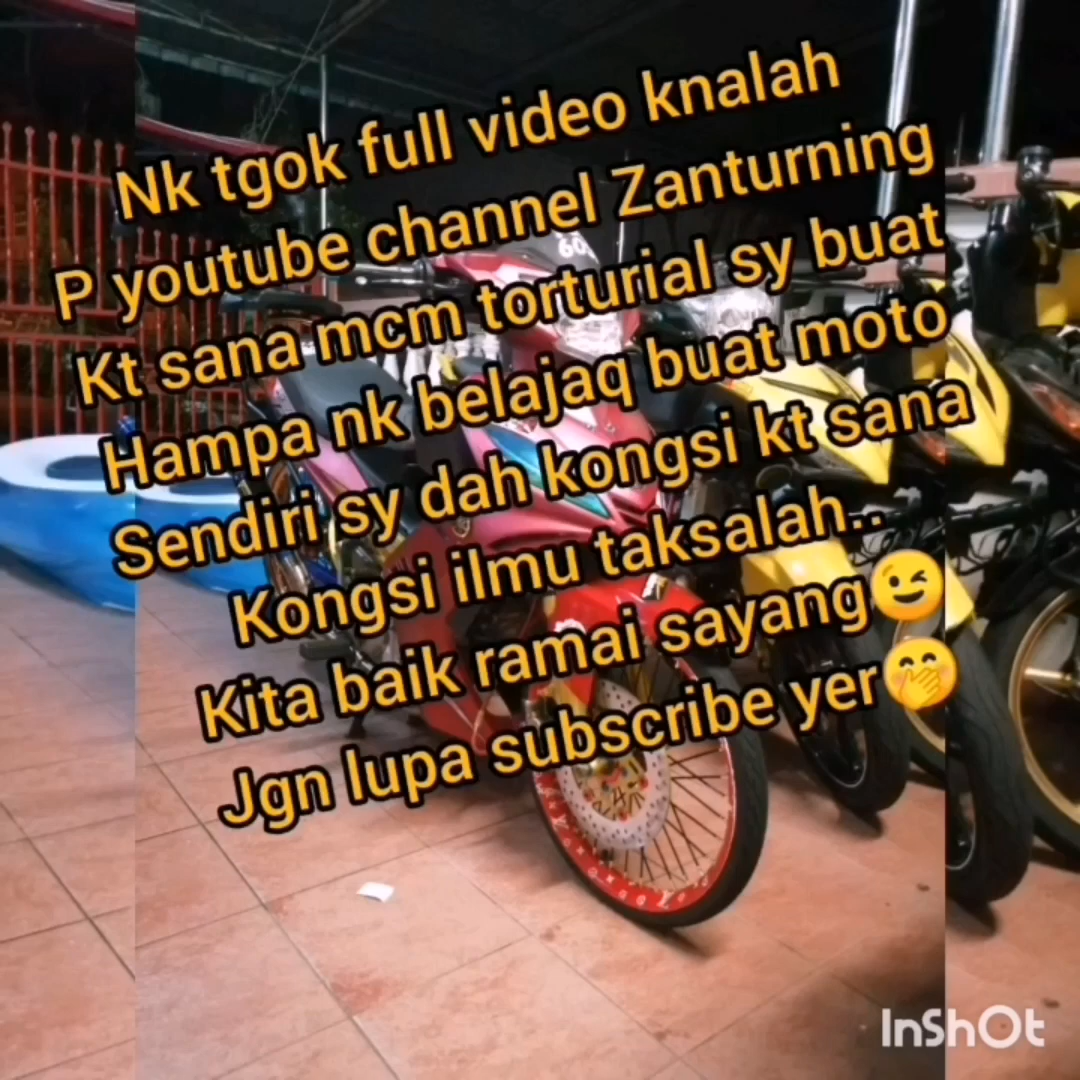 Nk tgok full video knalah
P youtube channel Zanturning
Kt sana mcm torturial sy buat
Hampa nk belajaq buat moto
Sendiri sy dah kongsi kt sana
Kongsi ilmu taksalah..
Kita baik ramai sayang😉
Jgn lupa subscribe yer🤭
60
InShOt